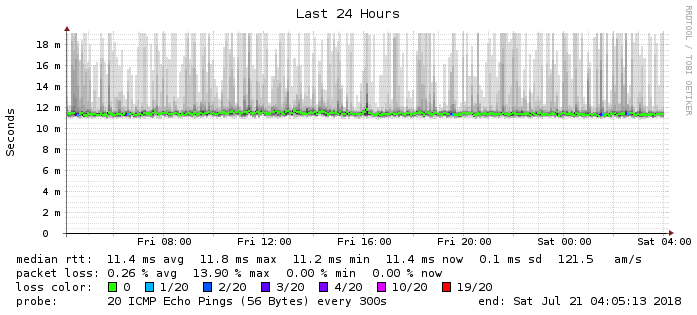 Last 24 Hours
RRDTOOL / TOBI OETIKER
Seconds
18 m
16 m
14 m
12 m
10 m
8 m
6 m
4 m
2 m
0
Fri 08:00 Fri 12:00 Fri 16:00 Fri 20:00 Sat 00:00 Sat 04:00
median rtt: 11.4 ms avg 11.8 ms max 11.2 ms min 11.4 ms now 0.1 ms sd 121.5 am/s
packet loss: 0.26 % avg 13.90 % max 0.00 % min 0.00 % now
loss color: 0 1/20 2/20 3/20 4/20 10/20 19/20
probe: 20 ICMP Echo Pings (56 Bytes) every 300s end: Sat Jul 21 04:05:13 2018